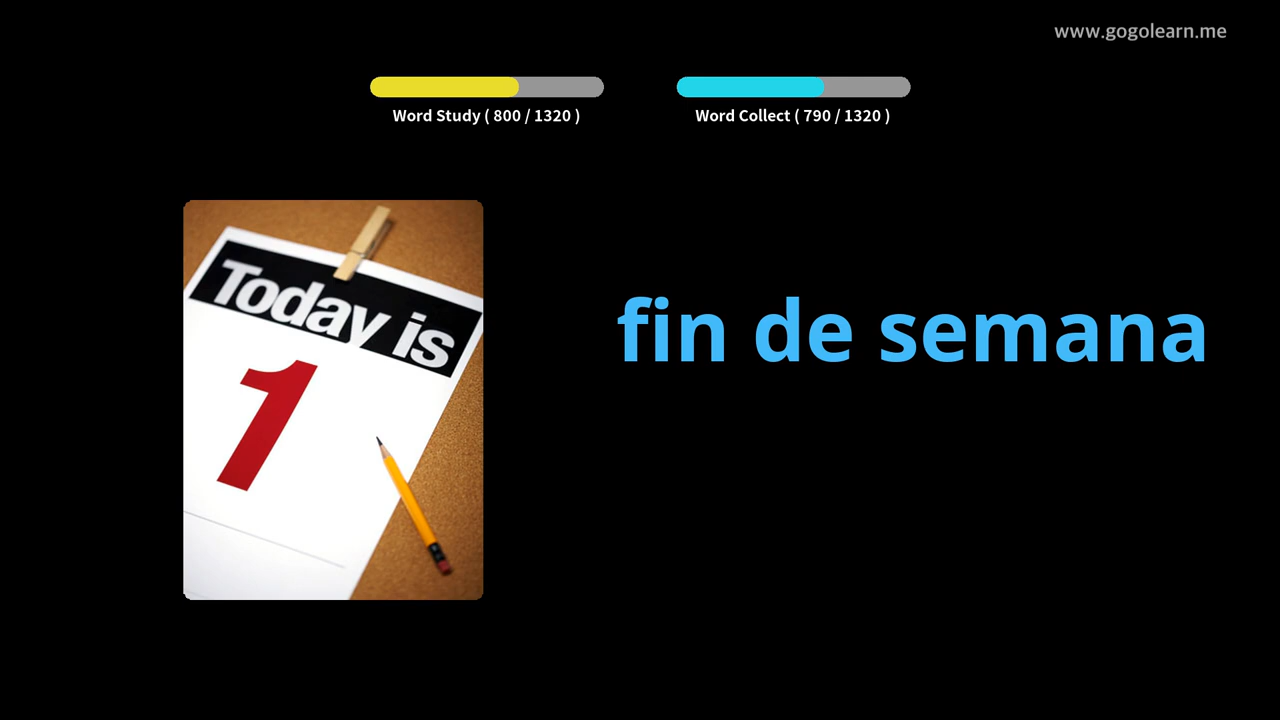 www.gogolearn.me
Word Study ( 800 / 1320 )
Word Collect ( 790 / 1320 )
Today is
1
fin de semana